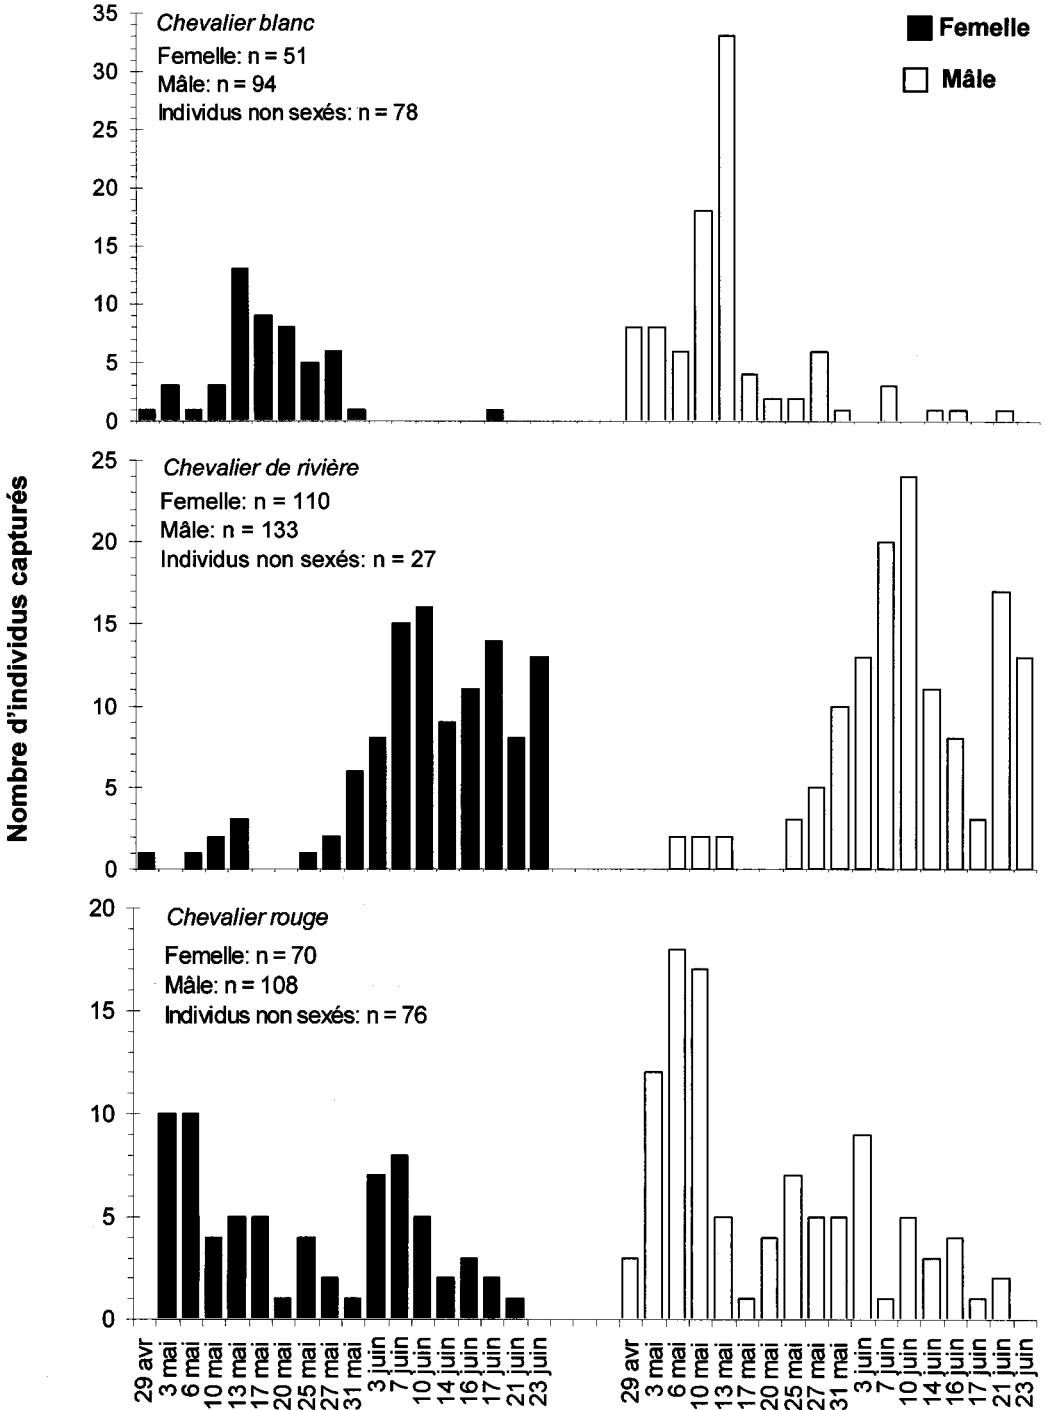 Chevalier blanc
Femelle: n = 51
Mâle: n = 94
Individus non sexés: n = 78
Femelle
Mâle
35
30
25
20
15
10
5
0
Nombre d'individus capturés
Chevalier de rivière
Femelle: n = 110
Mâle: n = 133
Individus non sexés: n = 27
25
20
15
10
5
0
Chevalier rouge
Femelle: n = 70
Mâle: n = 108
Individus non sexés: n = 76
20
15
10
5
0
29 avr
3 mai
6 mai
10 mai
13 mai
17 mai
20 mai
25 mai
27 mai
31 mai
3 juin
7 juin
10 juin
14 juin
16 juin
17 juin
21 juin
23 juin
29 avr
3 mai
6 mai
10 mai
13 mai
17 mai
20 mai
25 mai
27 mai
31 mai
3 juin
7 juin
10 juin
14 juin
16 juin
17 juin
21 juin
23 juin